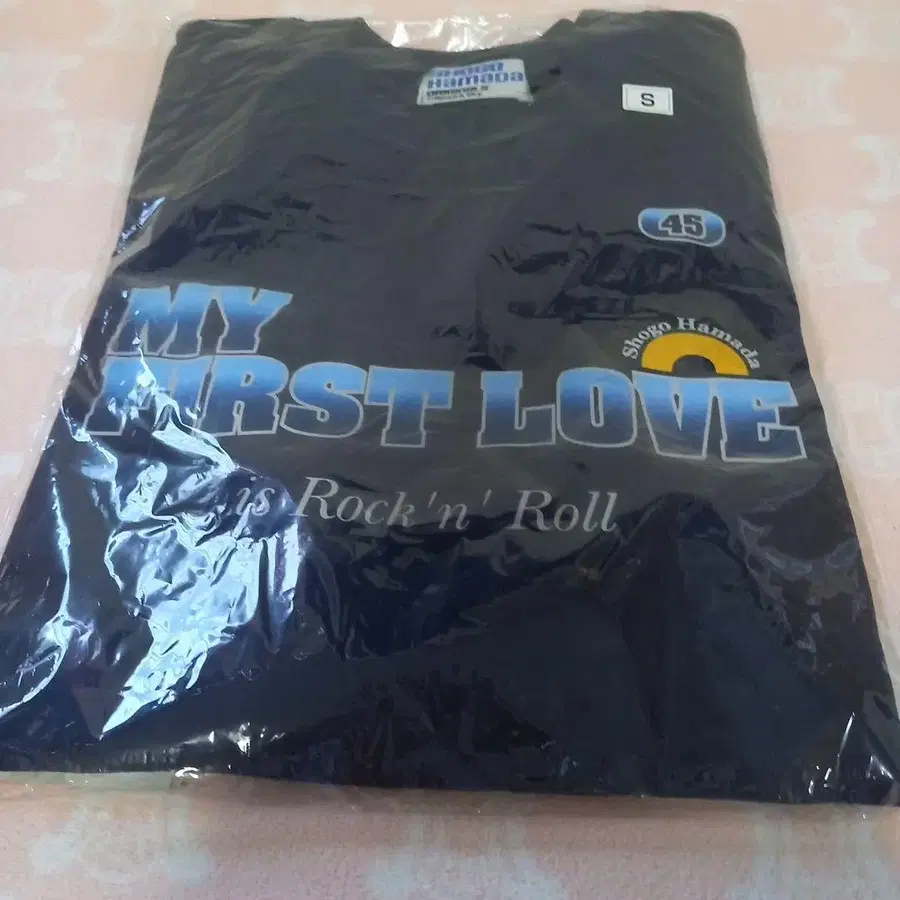 SHOGO
Hamada
S
45
MY
Shogo Hamada
FIRST LOVE
is Rock'n' Roll